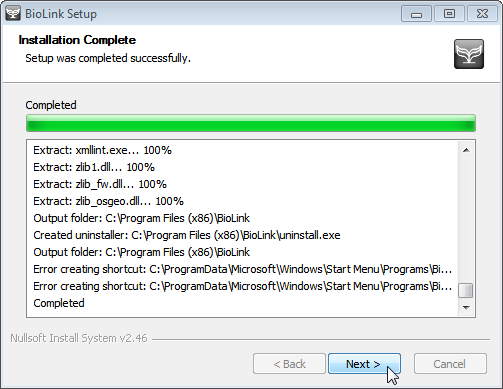 BioLink Setup
Installation Complete
Setup was completed successfully.
Completed
Extract: xmllint.exe... 100%
Extract: zlib1.dll... 100%
Extract: zlib_fw.dll... 100%
Extract: zlib_osgeo.dll... 100%
Output folder: C:\Program Files (x86)\BioLink
Created uninstaller: C:\Program Files (x86)\BioLink\uninstall.exe
Output folder: C:\Program Files (x86)\BioLink
Error creating shortcut: C:\ProgramData\Microsoft\Windows\Start Menu\Programs\Bi...
Error creating shortcut: C:\ProgramData\Microsoft\Windows\Start Menu\Programs\Bi...
Completed
Nullsoft Install System v2.46
< Back
Next >
Cancel